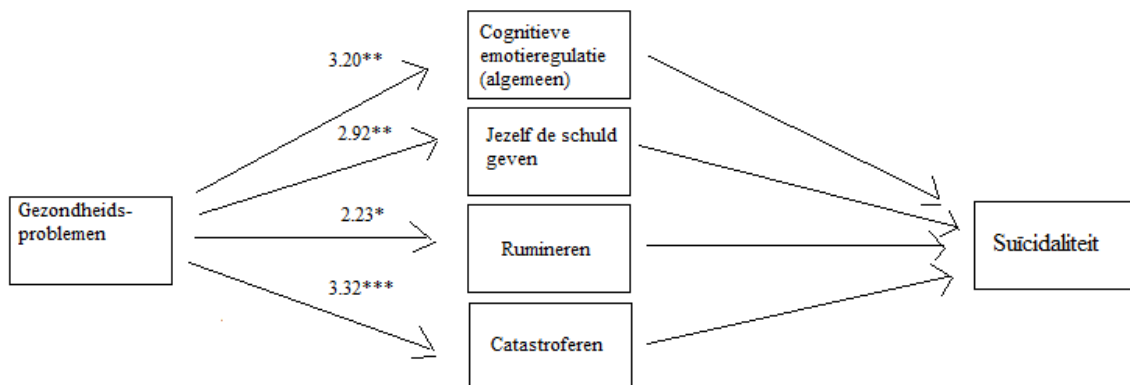 Cognitieve
emotieregulatie
(algemeen)
3.20**
2.92**
Jezelf de schuld
geven
Gezondheids-
problemen
2.23*
Rumineren
Suïcidaliteit
3.32***
Catastroferen